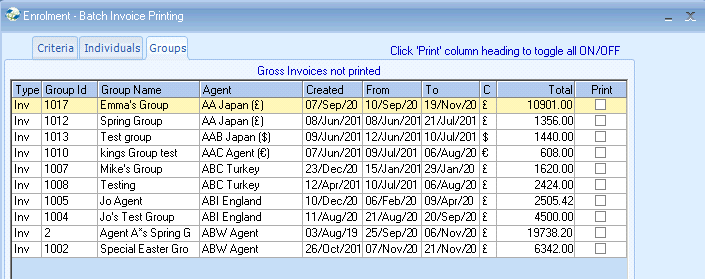 Enrolment - Batch Invoice Printing
Criteria Individuals Groups
Click 'Print' column heading to toggle all ON/OFF
Gross Invoices not printed
Type Group Id Group Name Agent Created From To C Total Print
Inv 1017 Emma's Group AA Japan (£) 07/Sep/20 10/Sep/20 19/Nov/20 £ 10901.00
Inv 1012 Spring Group AA Japan (£) 08/Jun/201 08/Jun/201 21/Jul/201 £ 1356.00
Inv 1013 Test group AAB Japan ($) 09/Jun/201 12/Jun/201 10/Jul/201 $ 1440.00
Inv 1010 kings Group test AAC Agent (€) 07/Jun/201 09/Jul/201 06/Aug/20 € 608.00
Inv 1007 Mike's Group ABC Turkey 23/Dec/20 15/Jan/201 29/Jan/20 £ 1620.00
Inv 1008 Testing ABC Turkey 12/Apr/201 10/Jul/201 06/Aug/20 £ 2424.00
Inv 1005 Jo Agent ABI England 10/Dec/20 06/Feb/20 09/Apr/20 £ 2505.42
Inv 1004 Jo's Test Group ABI England 11/Aug/20 21/Aug/20 20/Sep/20 £ 4500.00
Inv 2 Agent A"s Spring G ABW Agent 03/Aug/19 25/Sep/20 06/Nov/20 £ 19738.20
Inv 1002 Special Easter Gro ABW Agent 26/Oct/201 07/Nov/20 21/Nov/20 £ 6342.00